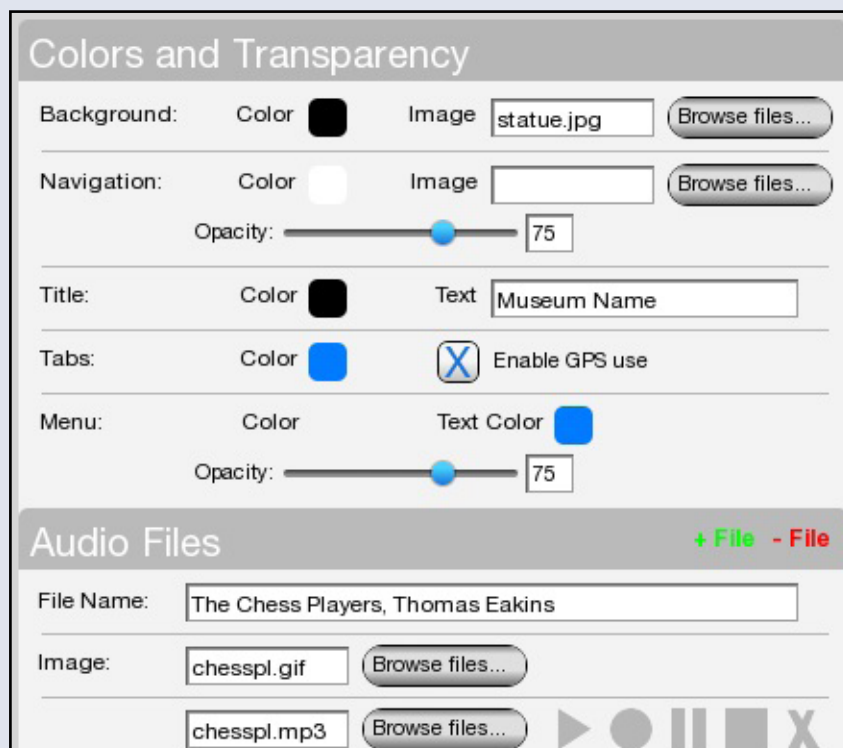 Colors and Transparency
Background: Color Image statue.jpg Browse files...
Navigation: Color Image Browse files...
Opacity: 75
Title: Color Text Museum Name
Tabs: Color X Enable GPS use
Menu: Color Text Color
Opacity: 75
Audio Files + File - File
File Name: The Chess Players, Thomas Eakins
Image: chesspl.gif Browse files...
chesspl.mp3 Browse files... X